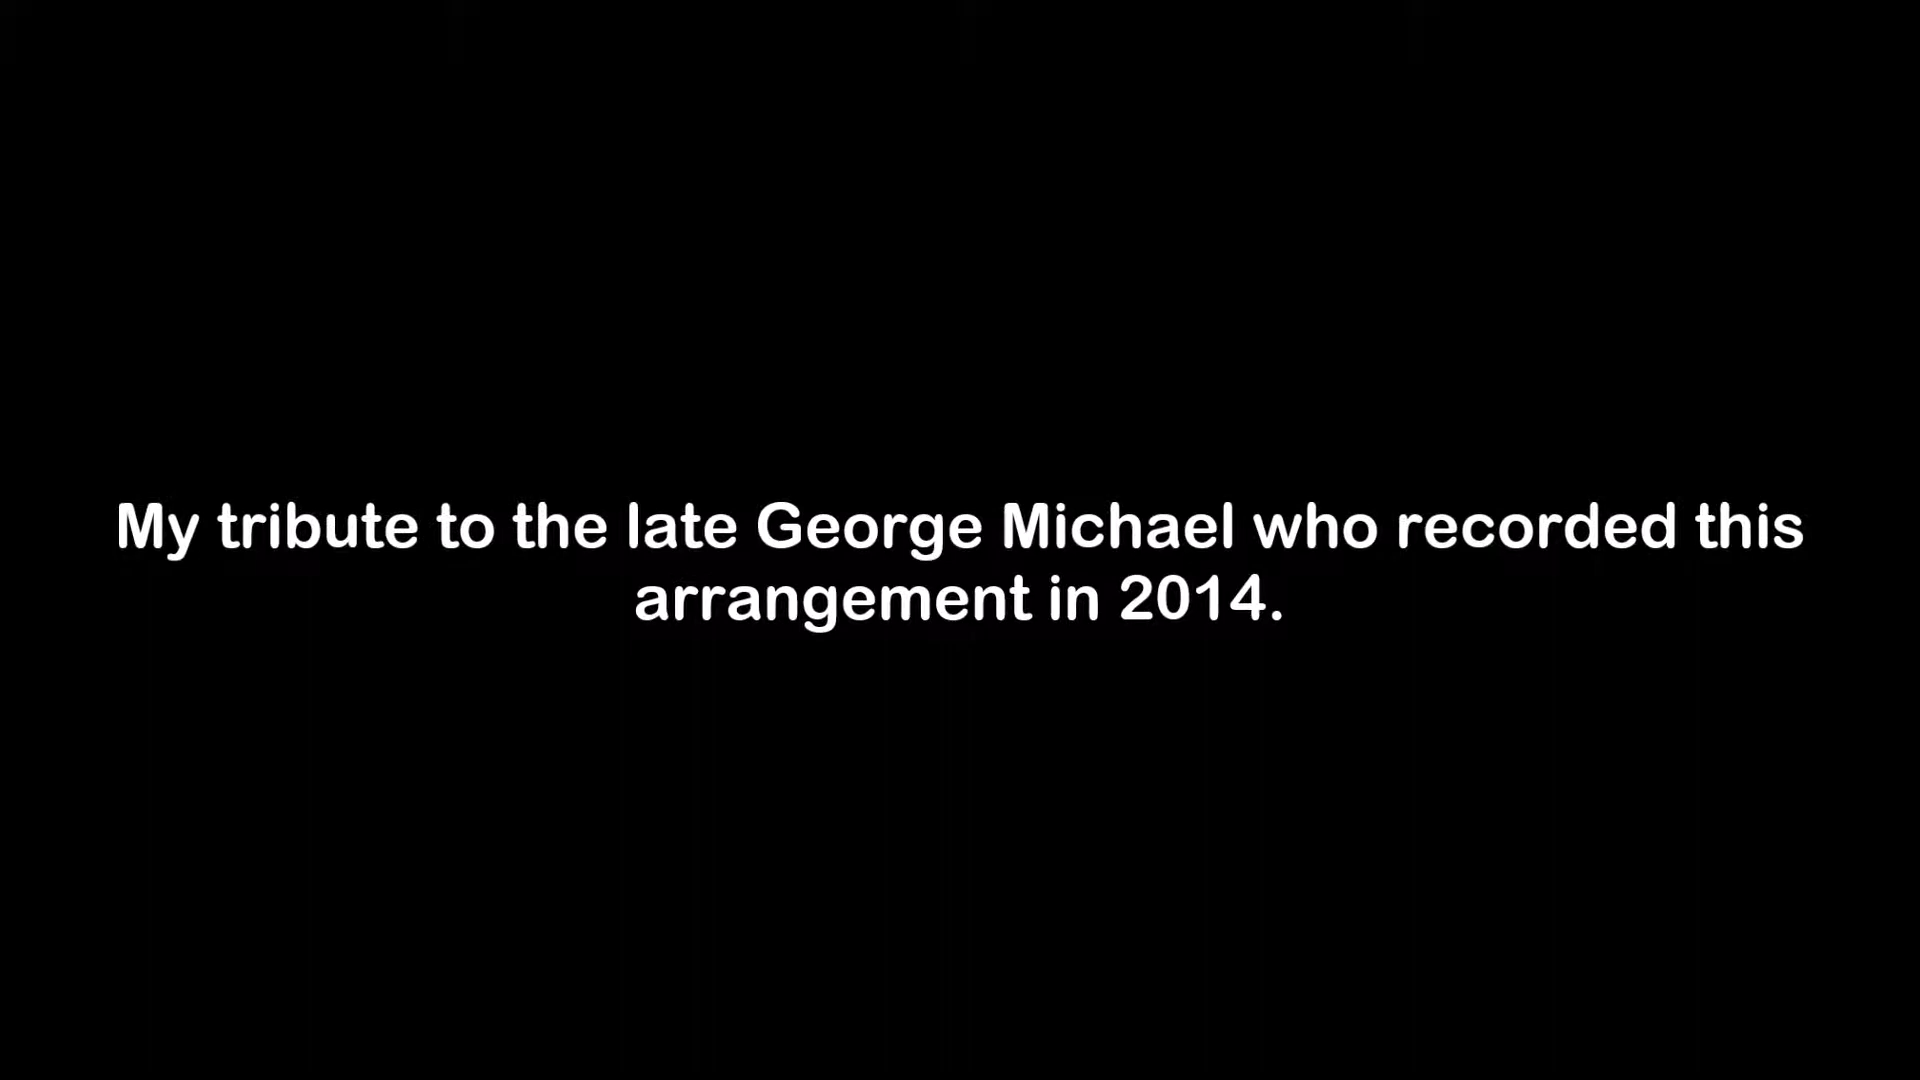 My tribute to the late George Michael who recorded this
arrangement in 2014.